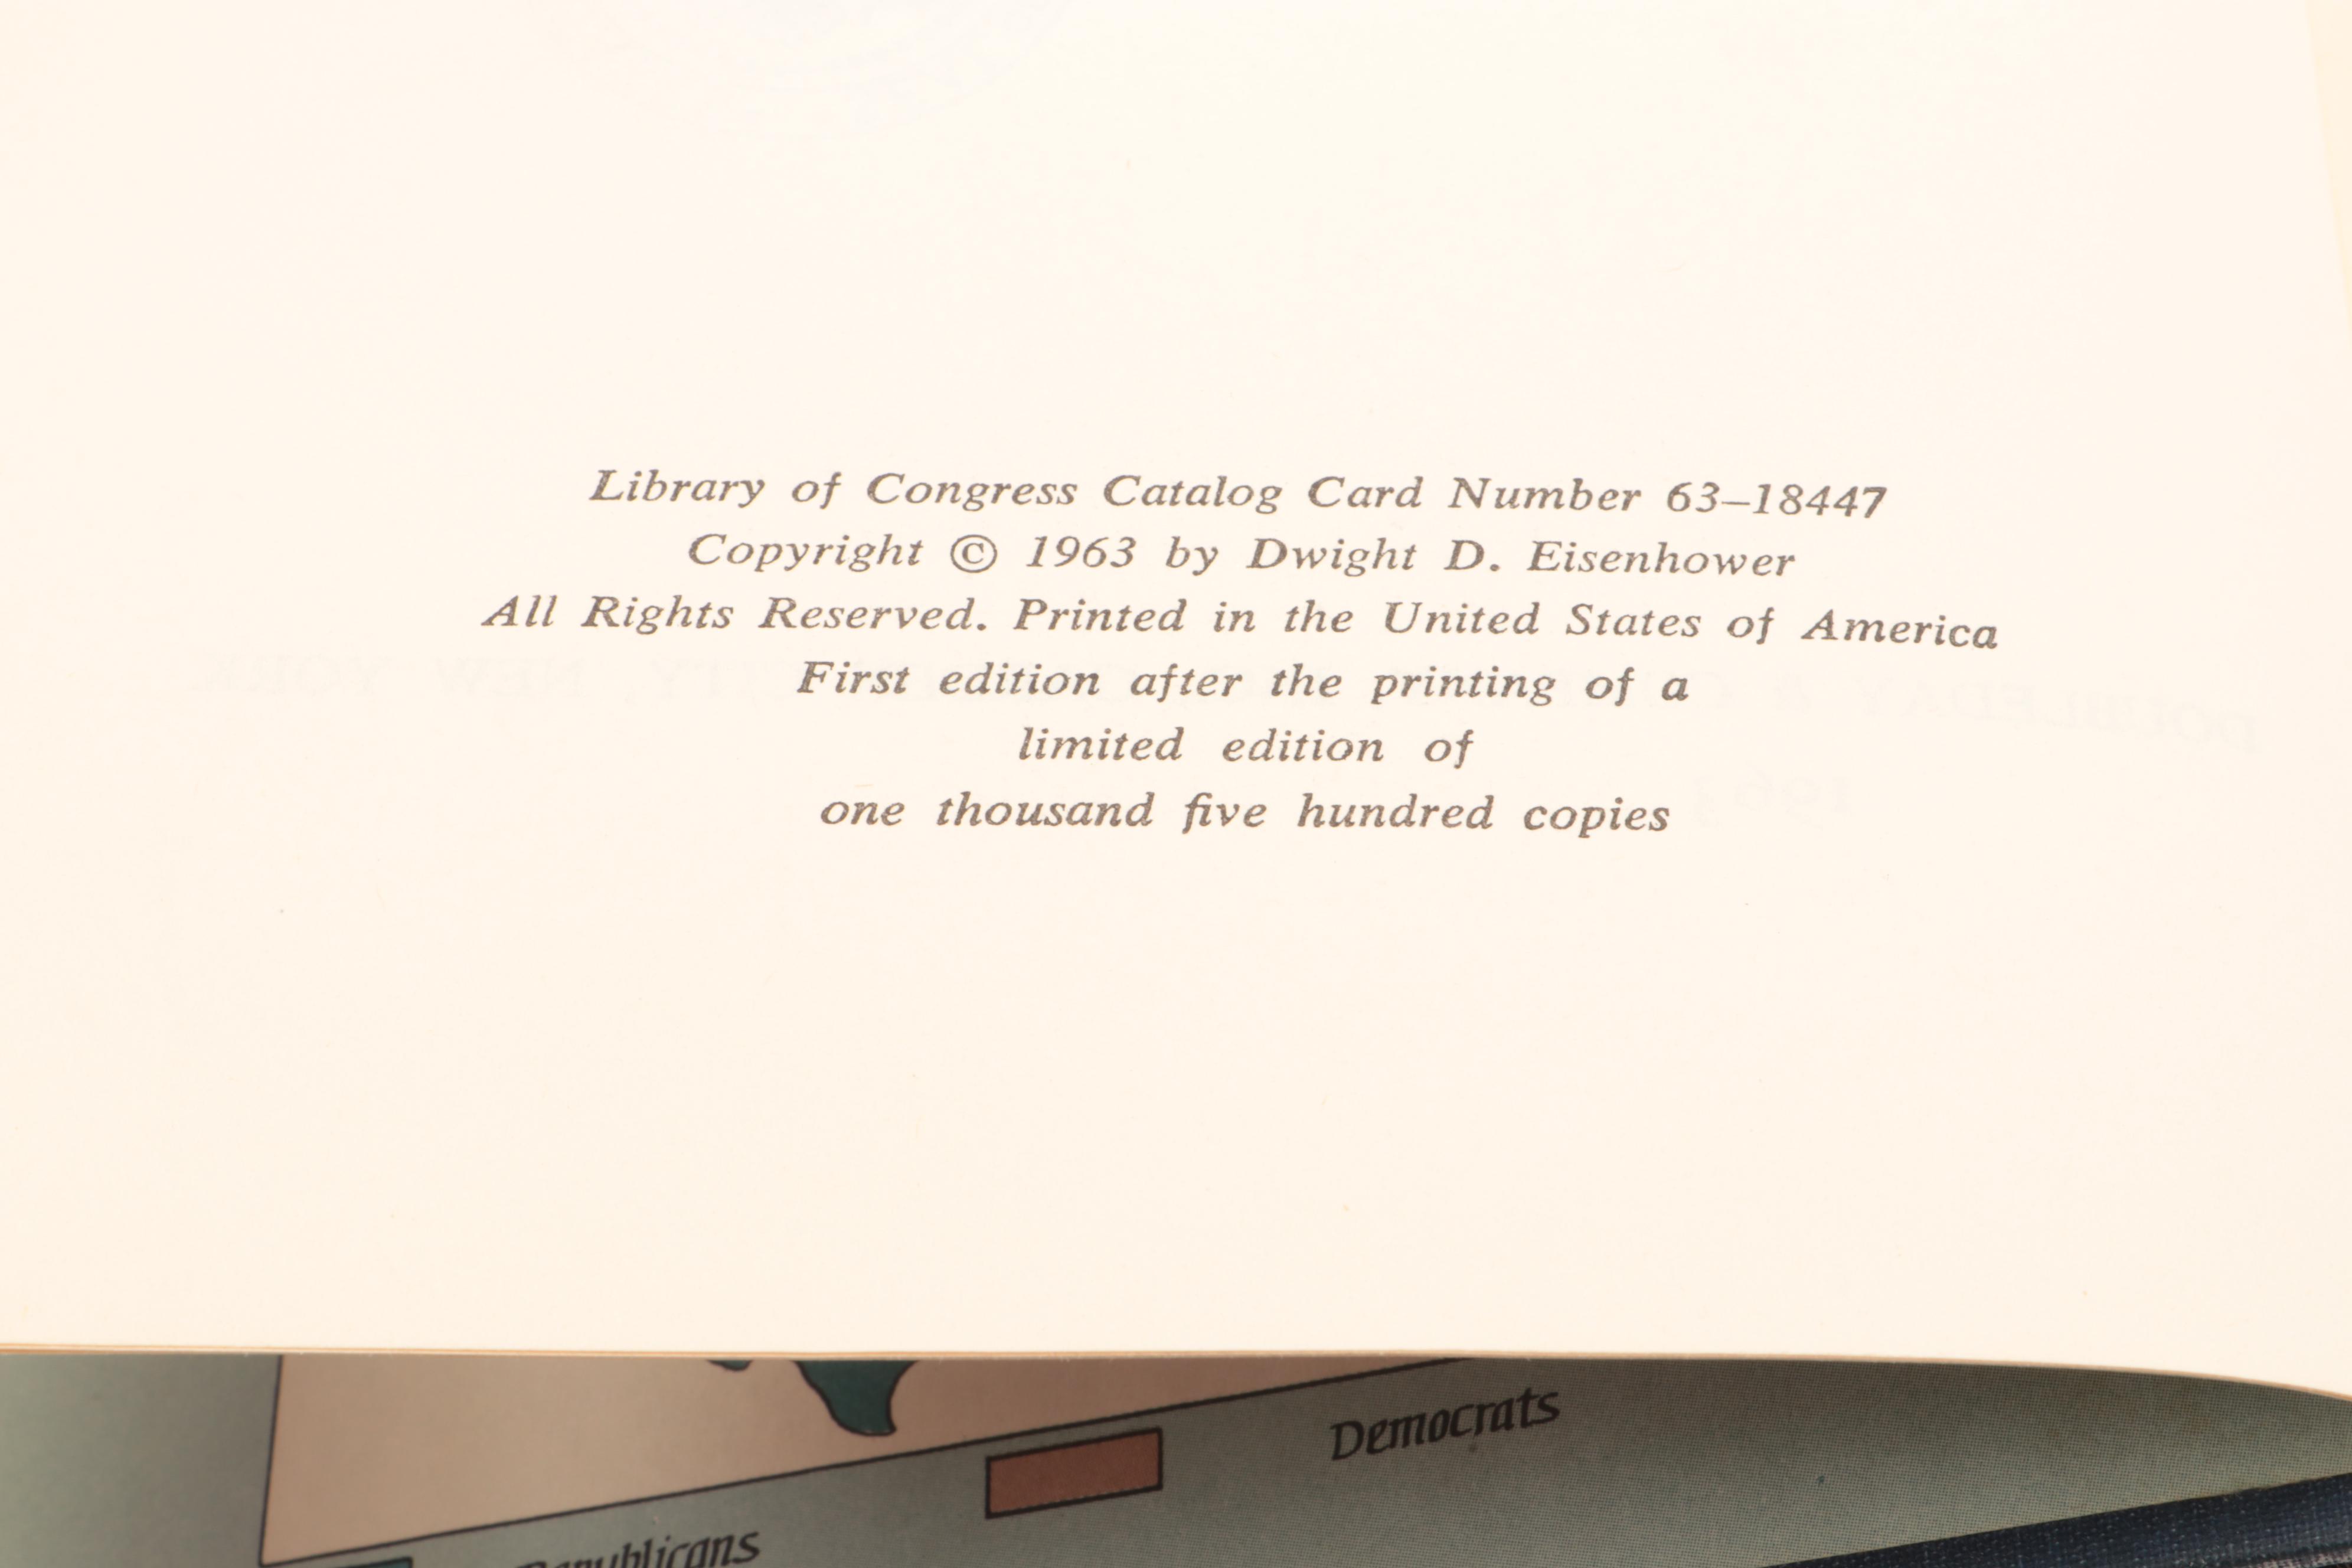 Library of Congress Catalog Card Number 63–18447
Copyright © 1963 by Dwight D. Eisenhower
All Rights Reserved. Printed in the United States of America
First edition after the printing of a
limited edition of
one thousand five hundred copies
Democrats
Republicans